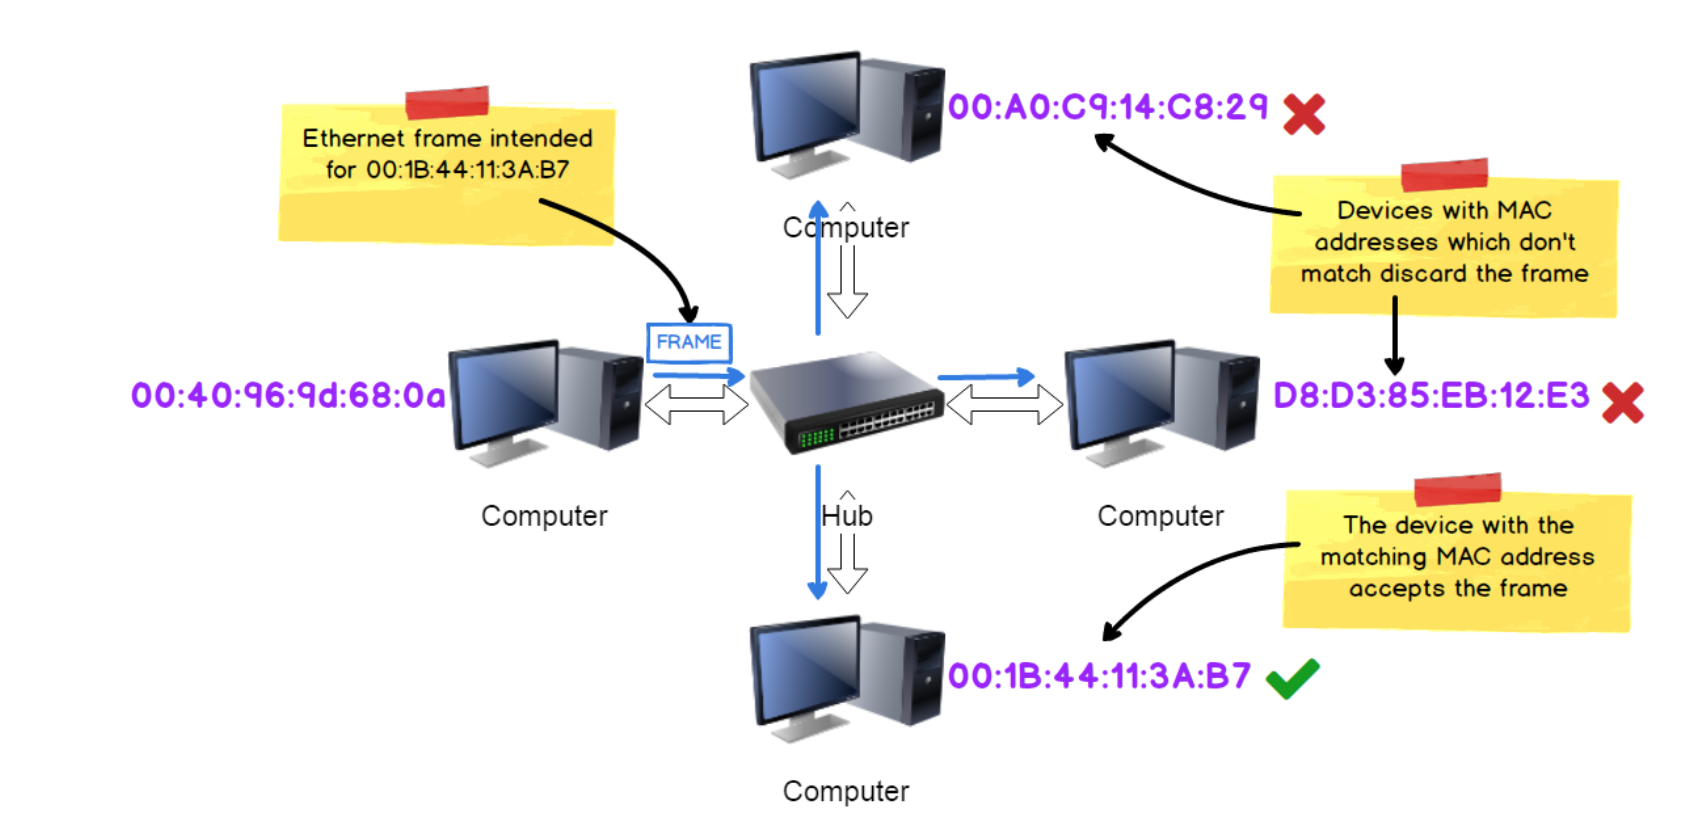 00:A0:C9:14:C8:29
Ethernet frame intended
for 00:1B:44:11:3A:B7
Computer
Devices with MAC
addresses which don't
match discard the frame
FRAME
00:40:96:9d:68:0a
D8:D3:85:EB:12:E3
Computer
Hub
Computer
The device with the
matching MAC address
accepts the frame
00:1B:44:11:3A:B7
Computer